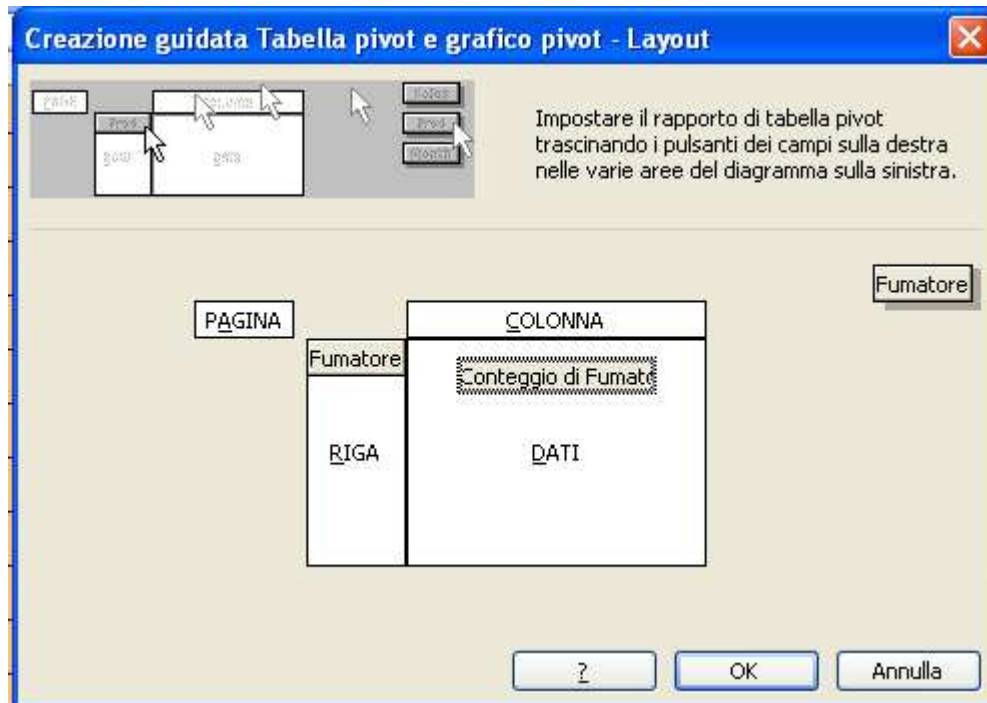 Creazione guidata Tabella pivot e grafico pivot - Layout
Impostare il rapporto di tabella pivot
trascinando i pulsanti dei campi sulla destra
nelle varie aree del diagramma sulla sinistra.
Fumatore
PAGINA
COLONNA
Fumatore
Conteggio di Fumato
RIGA
DATI
?
OK
Annulla